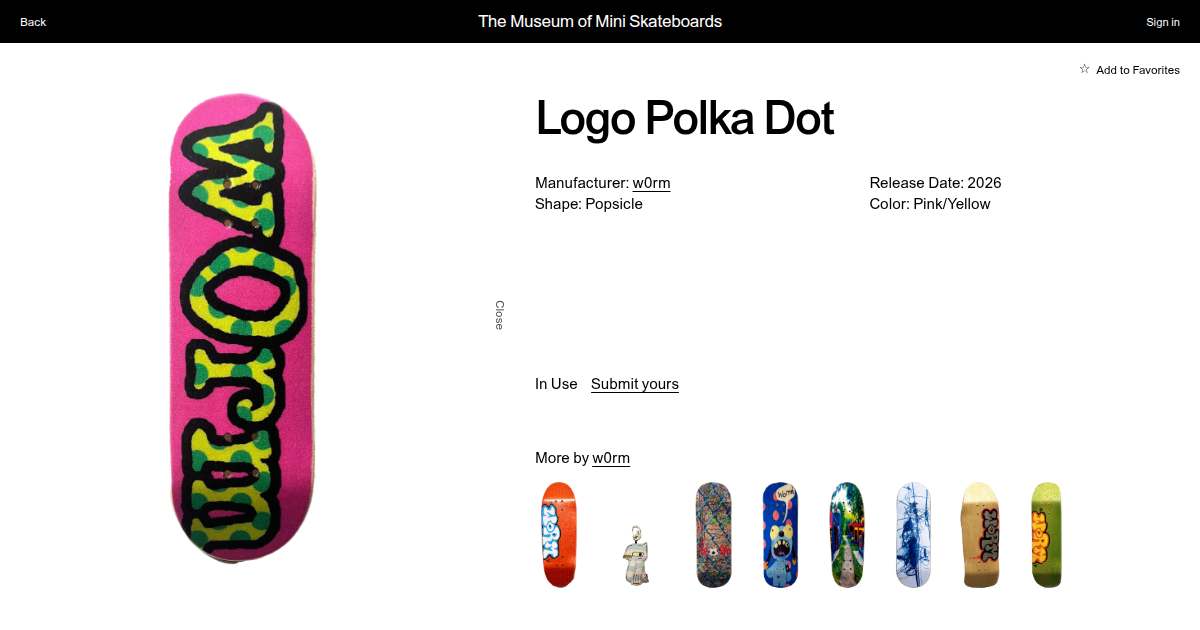 Back
The Museum of Mini Skateboards
Sign in
☆ Add to Favorites
Logo Polka Dot
Manufacturer: w0rm
Release Date: 2026
Shape: Popsicle
Color: Pink/Yellow
WORM
Close
In Use Submit yours
More by w0rm